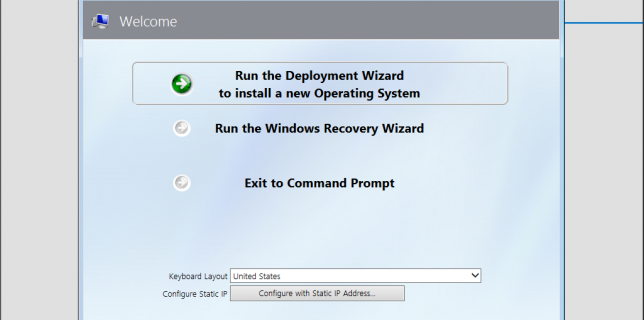 Welcome
Run the Deployment Wizard
to install a new Operating System
Run the Windows Recovery Wizard
Exit to Command Prompt
Keyboard Layout United States
Configure Static IP Configure with Static IP Address...